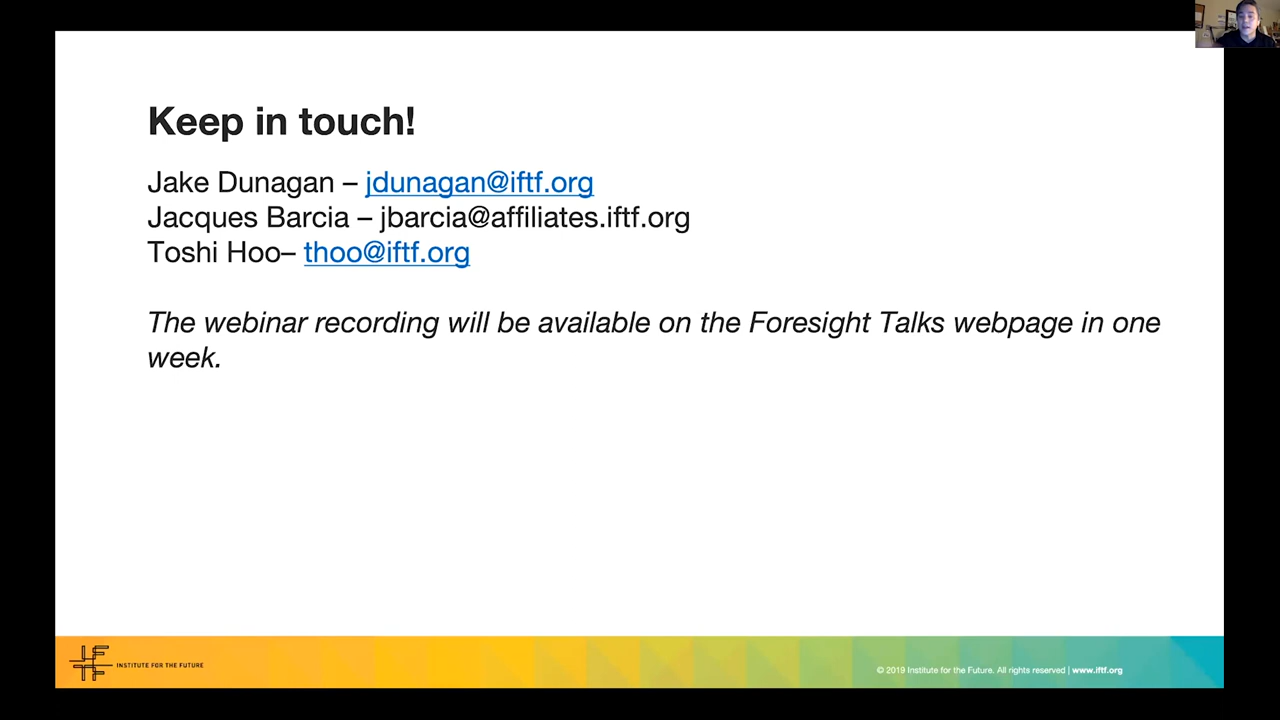 Keep in touch!
Jake Dunagan – jdunagan@iftf.org
Jacques Barcia – jbarcia@affiliates.iftf.org
Toshi Hoo– thoo@iftf.org
The webinar recording will be available on the Foresight Talks webpage in one
week.
IF
TF
INSTITUTE FOR THE FUTURE
© 2019 Institute for the Future. All rights reserved | www.iftf.org